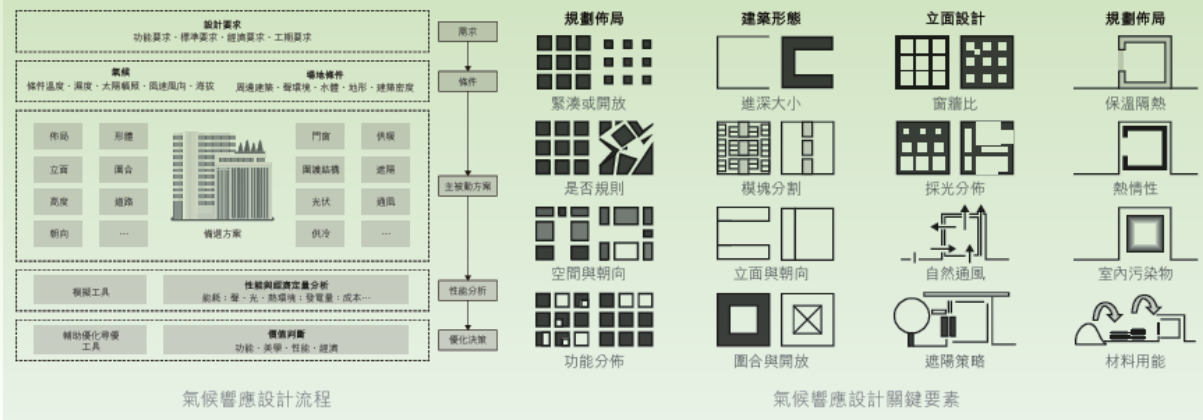 設計要求
功能要求、標準要求、經濟要求、工期要求
需求
氣候
條件溫度、濕度、太陽輻照、風速風向、海拔
場地條件
周邊建築、聲環境、水體、地形、建築密度
條件
佈局
形體
門窗
供暖
立面
圍合
圍護結構
遮陽
高度
道路
光伏
通風
朝向
…
備選方案
供冷
…
主被動方案
模擬工具
性能與經濟定量分析
能耗；聲、光、熱環境；發電量；成本…
性能分析
輔助優化尋優
工具
價值判斷
功能、美學、性能、經濟
優化決策
氣候響應設計流程
規劃佈局
建築形態
立面設計
規劃佈局
緊湊或開放
進深大小
窗牆比
保溫隔熱
是否規則
模塊分割
採光分佈
熱情性
空間與朝向
立面與朝向
自然通風
室內污染物
功能分佈
圍合與開放
遮陽策略
材料用能
氣候響應設計關鍵要素